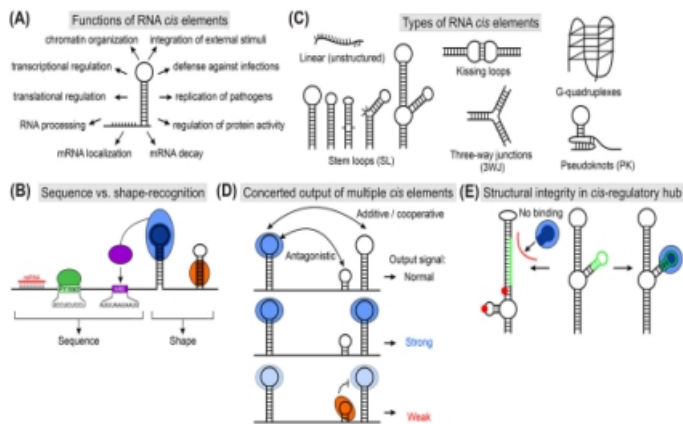 (A) Functions of RNA cis elements
chromatin organization
integration of external stimuli
transcriptional regulation
defense against infections
translational regulation
replication of pathogens
RNA processing
regulation of protein activity
mRNA localization
mRNA decay
(B) Sequence vs. shape-recognition
Sequence
Shape
(C) Types of RNA cis elements
Linear (unstructured)
Kissing loops
G-quadruplexes
Stem loops (SL)
Three-way junctions
(3WJ)
Pseudoknots (PK)
(D) Concerted output of multiple cis elements
Additive / cooperative
Antagonistic
Output signal:
Normal
Strong
Weak
(E) Structural integrity in cis-regulatory hub
No binding